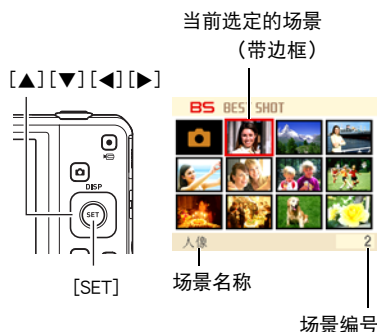 当前选定的场景
（带边框）
[▲][▼][◀][▶]
BS BEST SHOT
DISP
SET
人像 2
[SET]
场景名称
场景编号